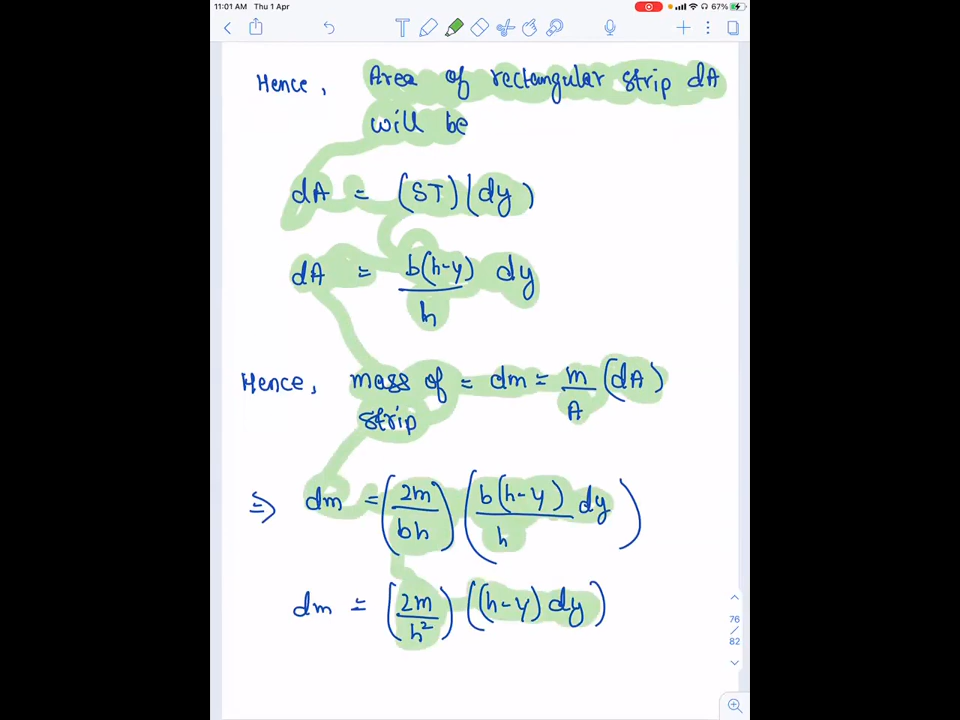 11:01 AM Thu 1 Apr 67%
T
Hence, Area of rectangular strip dA
will be
dA = (ST)(dy)
dA = b(h-y)/h dy
Hence, mass of strip = dm = m/A (dA)
⇒ dm = (2m/bh) (b(h-y)/h dy)
dm = (2m/h²) ((h-y) dy)
76
/
82